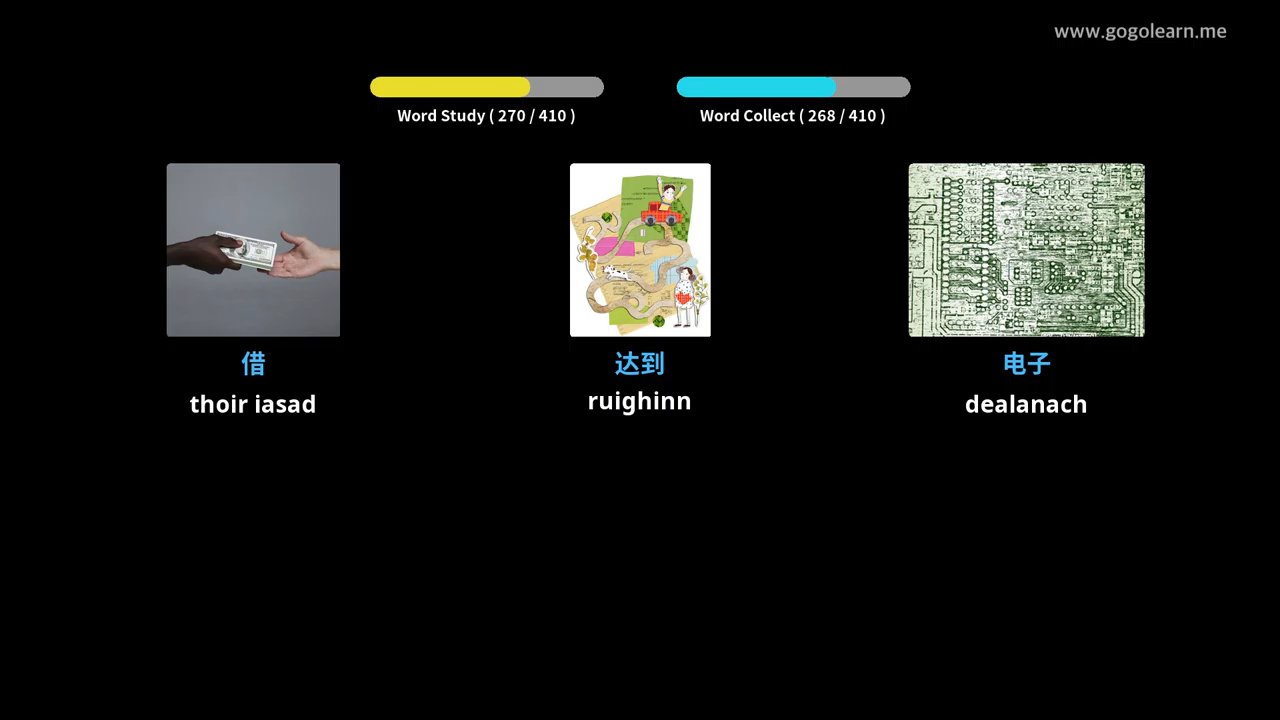 www.gogolearn.me
Word Study ( 270 / 410 )
Word Collect ( 268 / 410 )
借
thoir iasad
达到
ruighinn
电子
dealanach